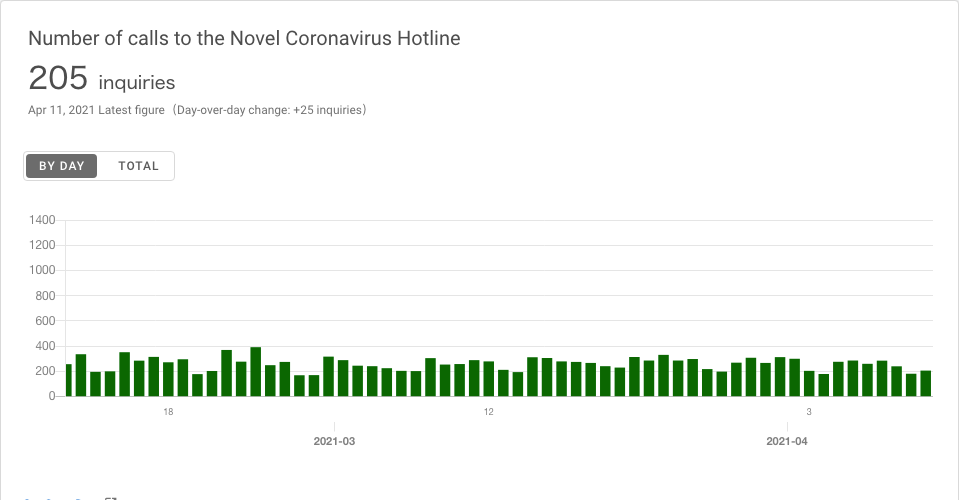 Number of calls to the Novel Coronavirus Hotline
205 inquiries
Apr 11, 2021 Latest figure（Day-over-day change: +25 inquiries）
BY DAY TOTAL
1400
1200
1000
800
600
400
200
0
18 12 3
2021-03 2021-04